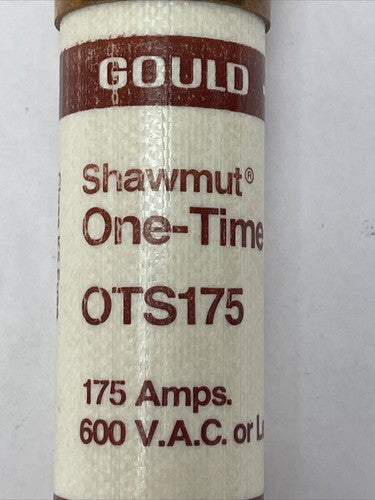 GOULD
Shawmut®
One-Time
OTS175
175 Amps.
600 V.A.C. or L